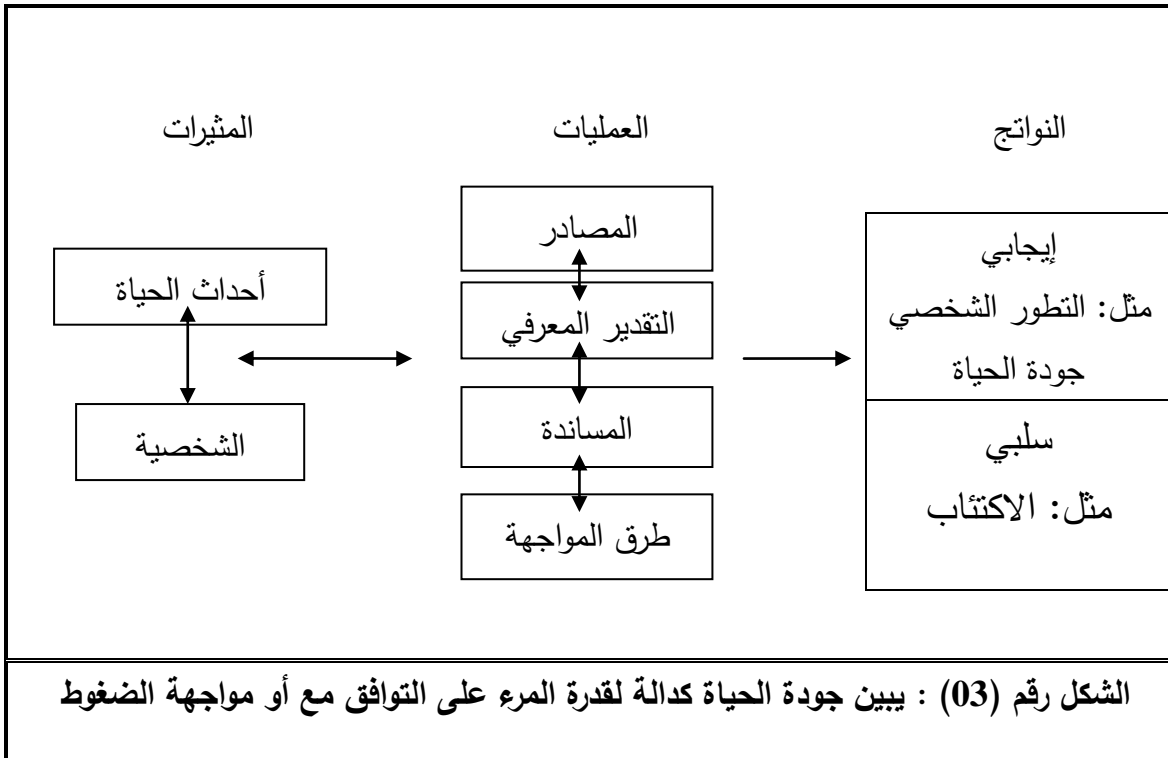 المثيرات
العمليات
النواتج
أحداث الحياة
الشخصية
المصادر
التقدير المعرفي
المساندة
طرق المواجهة
إيجابي
مثل: التطور الشخصي
جودة الحياة
سلبي
مثل: الاكتئاب
الشكل رقم (03) : يبين جودة الحياة كدالة لقدرة المرء على التوافق مع أو مواجهة الضغوط